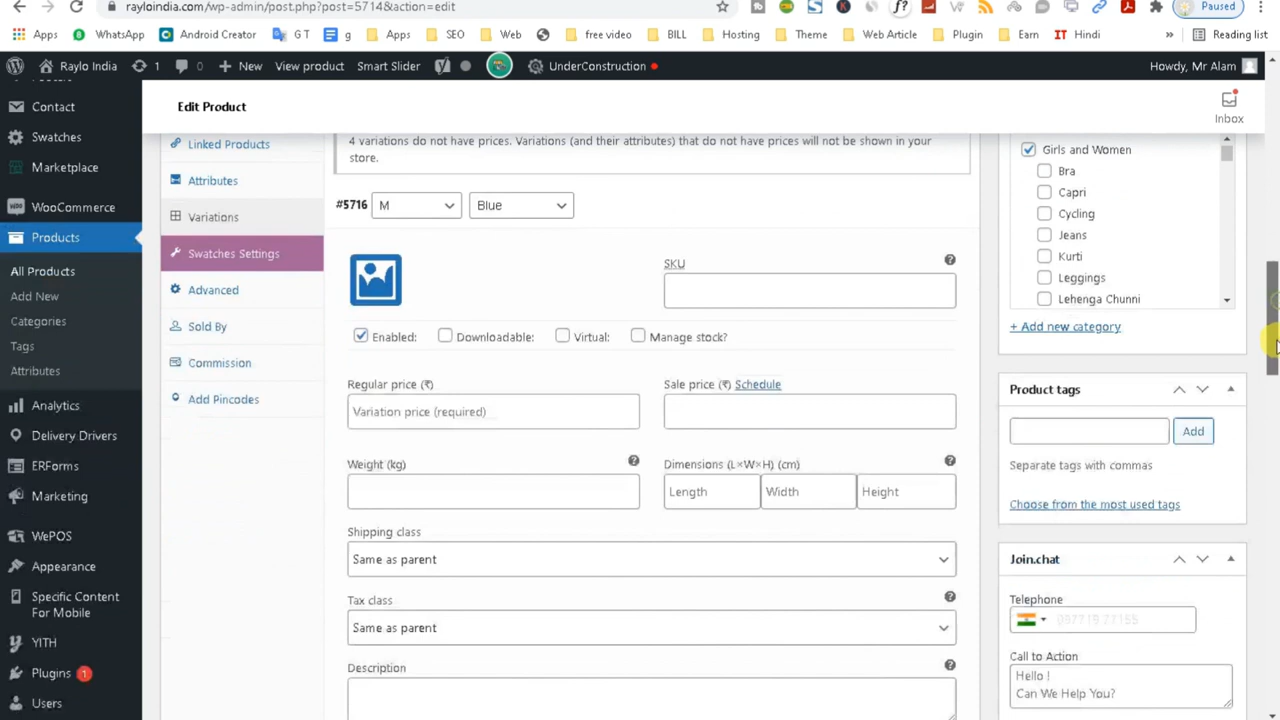 rayloindia.com/wp-admin/post.php?post=5714&action=edit
Paused
Apps
WhatsApp
Android Creator
G T
g
Apps
SEO
Web
free video
BILL
Hosting
Theme
Web Article
Plugin
Earn
IT Hindi
»
Reading list
Raylo India
1
New
View product
Smart Slider
UnderConstruction
Howdy, Mr Alam
Contact
Swatches
Marketplace
WooCommerce
Products
All Products
Add New
Categories
Tags
Attributes
Analytics
Delivery Drivers
ERForms
Marketing
WePOS
Appearance
Specific Content
For Mobile
YITH
Plugins 1
Users
Edit Product
Inbox
Linked Products
Attributes
Variations
Swatches Settings
Advanced
Sold By
Commission
Add Pincodes
4 variations do not have prices. Variations (and their attributes) that do not have prices will not be shown in your
store.
#5716 M Blue
SKU
Enabled: Downloadable: Virtual: Manage stock?
Regular price (₹)
Variation price (required)
Sale price (₹) Schedule
Weight (kg)
Dimensions (L×W×H) (cm)
Length Width Height
Shipping class
Same as parent
Tax class
Same as parent
Description
Girls and Women
Bra
Capri
Cycling
Jeans
Kurti
Leggings
Lehenga Chunni
+ Add new category
Product tags
Add
Separate tags with commas
Choose from the most used tags
Join.chat
Telephone
Call to Action
Hello !
Can We Help You?